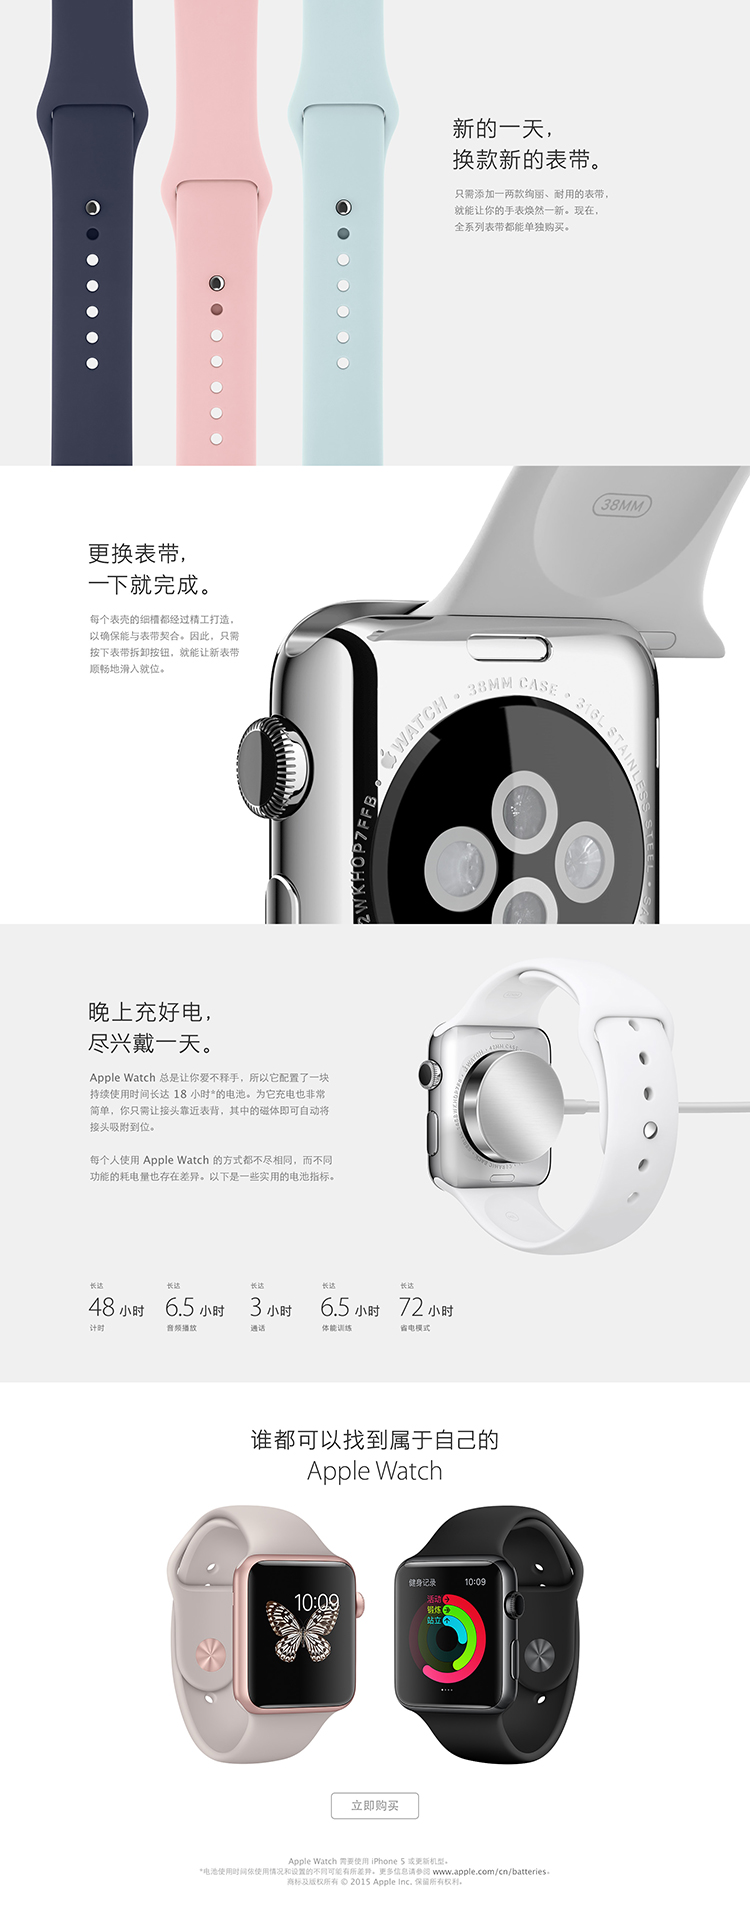 新的一天，
换款新的表带。
只需添加一两款绚丽、耐用的表带，
就能让你的手表焕然一新。现在，
全系列表带都能单独购买。
38MM
更换表带，
一下就完成。
每个表壳的细槽都经过精工打造，
以确保能与表带契合。因此，只需
按下表带拆卸按钮，就能让新表带
顺畅地滑入就位。
2WKH0P7FFB • WATCH • 38MM CASE • 316L STAINLESS STEEL • SA
晚上充好电，
尽兴戴一天。
Apple Watch 总是让你爱不释手，所以它配置了一块
持续使用时间长达 18 小时*的电池。为它充电也非常
简单，你只需让接头靠近表背，其中的磁体即可自动将
接头吸附到位。
每个人使用 Apple Watch 的方式都不尽相同，而不同
功能的耗电量也存在差异。以下是一些实用的电池指标。
长达 长达 长达 长达 长达
48 小时 6.5 小时 3 小时 6.5 小时 72 小时
计时 音频播放 通话 体能训练 省电模式
谁都可以找到属于自己的
Apple Watch
10:09
健身记录 10:09
活动
锻炼
站立
立即购买
Apple Watch 需要使用 iPhone 5 或更新机型。
*电池使用时间依使用情况和设置的不同可能有所差异。更多信息请参阅 www.apple.com/cn/batteries。
商标及版权所有 © 2015 Apple Inc. 保留所有权利。